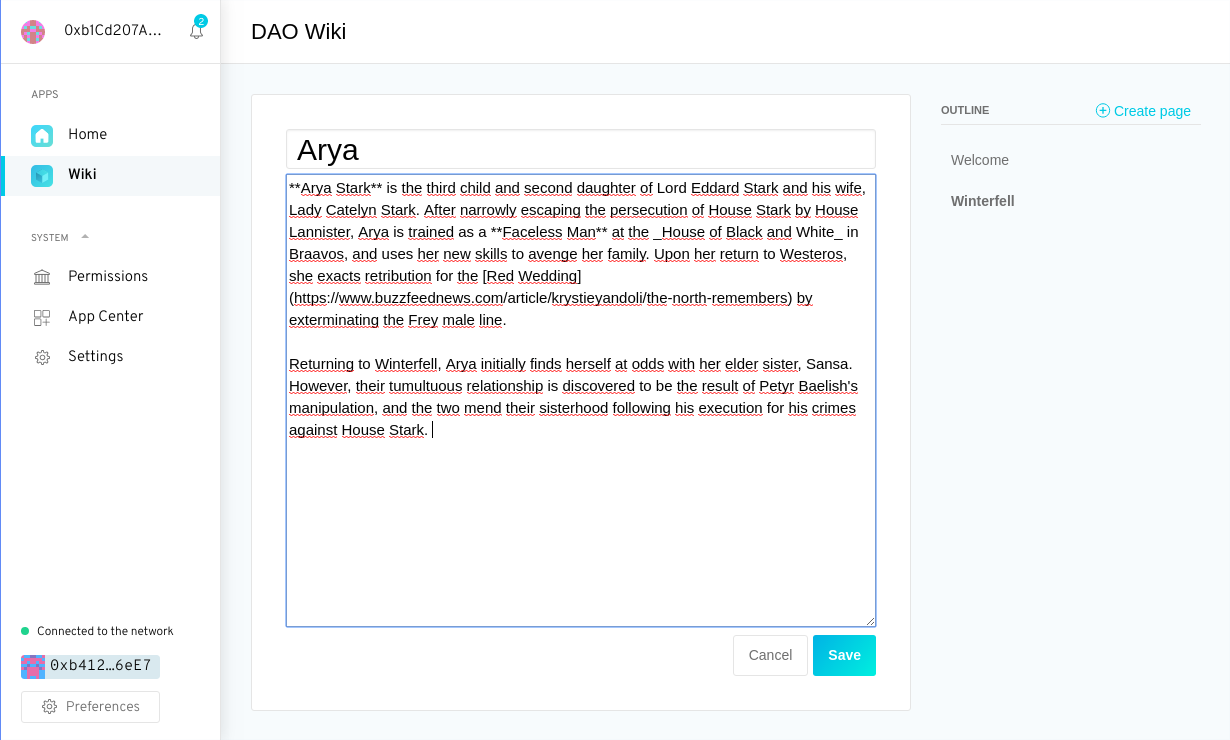 0xb1Cd207A...
2
DAO Wiki
APPS
Home
Wiki
SYSTEM
Permissions
App Center
Settings
Connected to the network
0xb412…6eE7
Preferences
Arya
**Arya Stark** is the third child and second daughter of Lord Eddard Stark and his wife,
Lady Catelyn Stark. After narrowly escaping the persecution of House Stark by House
Lannister, Arya is trained as a **Faceless Man** at the _House of Black and White_ in
Braavos, and uses her new skills to avenge her family. Upon her return to Westeros,
she exacts retribution for the [Red Wedding]
(https://www.buzzfeednews.com/article/krystieyandoli/the-north-remembers) by
exterminating the Frey male line.
Returning to Winterfell, Arya initially finds herself at odds with her elder sister, Sansa.
However, their tumultuous relationship is discovered to be the result of Petyr Baelish's
manipulation, and the two mend their sisterhood following his execution for his crimes
against House Stark.
Cancel
Save
OUTLINE
Create page
Welcome
Winterfell